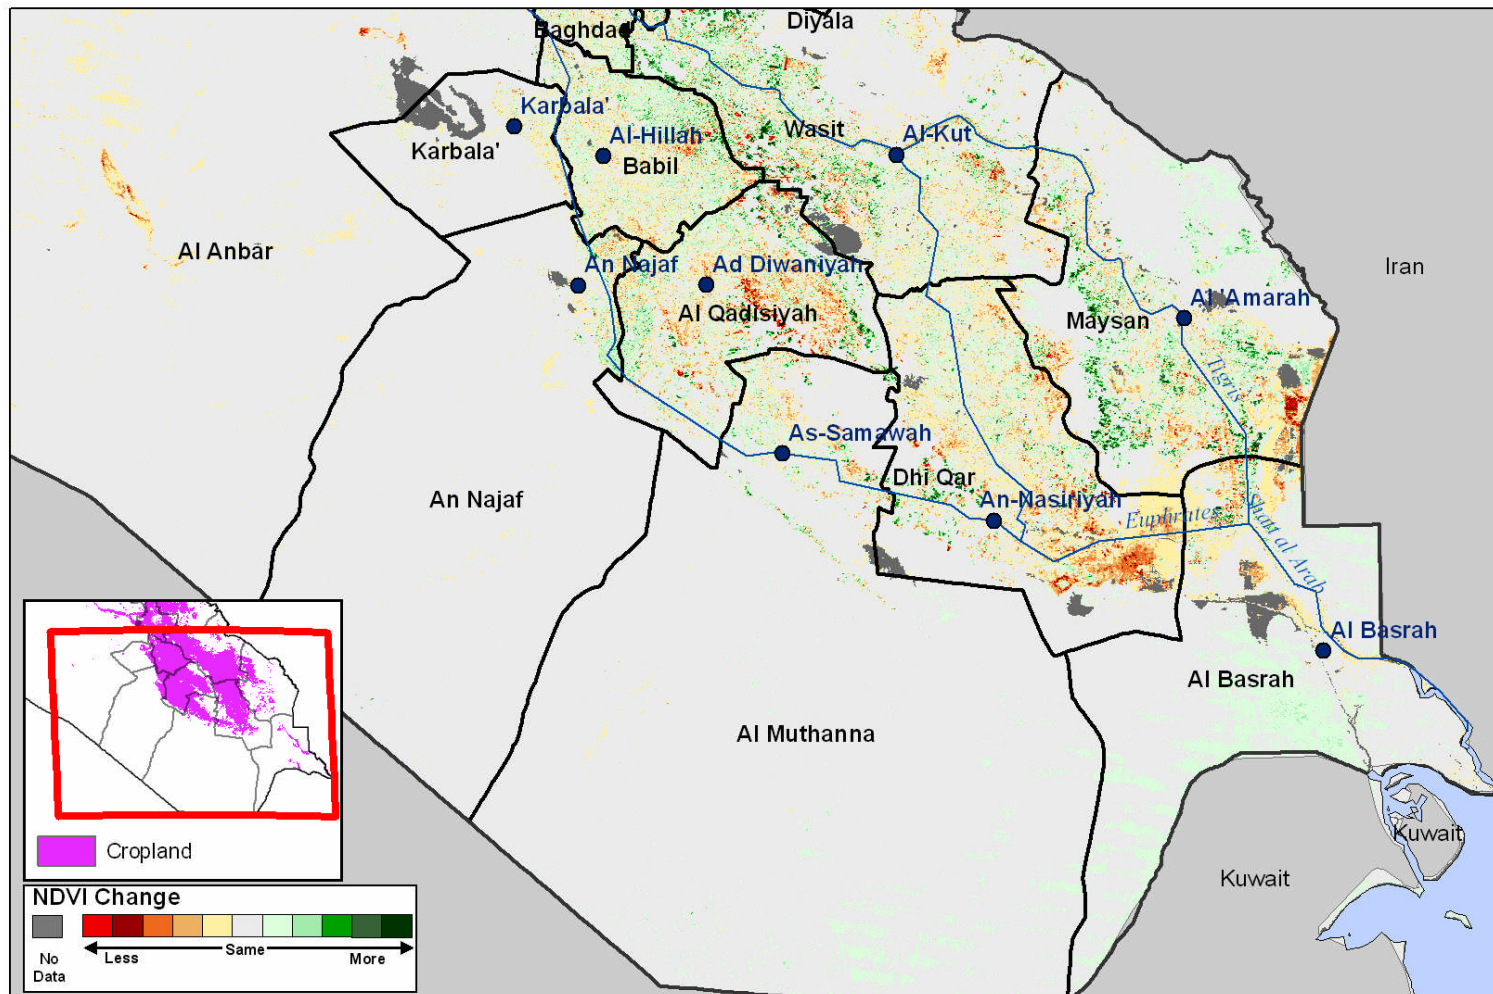 Diyala
Baghdad
Karbala'
Karbala'
Al-Hillah
Babil
Wasit
Al-Kut
Al Anbār
An Najaf
Ad Diwaniyah
Al Qadisiyah
Iran
Maysan
Al 'Amarah
Tigris
As-Samawah
Dhi Qar
An Najaf
An-Nasiriyah
Euphrates
Shatt al Arab
Al Basrah
Al Basrah
Al Muthanna
Kuwait
Kuwait
Cropland
NDVI Change
No
Data
Less
Same
More